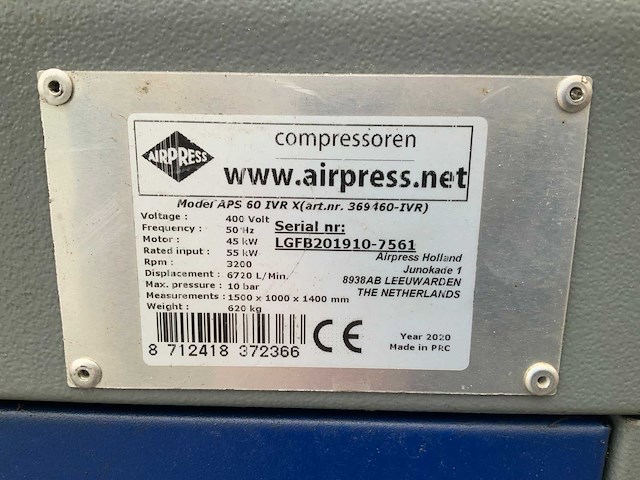 AIRPRESS
compressoren
www.airpress.net
Model APS 60 IVR X(art.nr. 369460-IVR)
Voltage : 400 Volt
Frequency : 50 Hz
Motor : 45 kW
Rated input : 55 kW
Rpm : 3200
Displacement : 6720 L/Min.
Max. pressure : 10 bar
Measurements : 1500 x 1000 x 1400 mm
Weight : 620 kg
Serial nr:
LGFB201910-7561
Airpress Holland
Junokade 1
8938AB LEEUWARDEN
THE NETHERLANDS
8 712418 372366
CE
Year 2020
Made in PRC